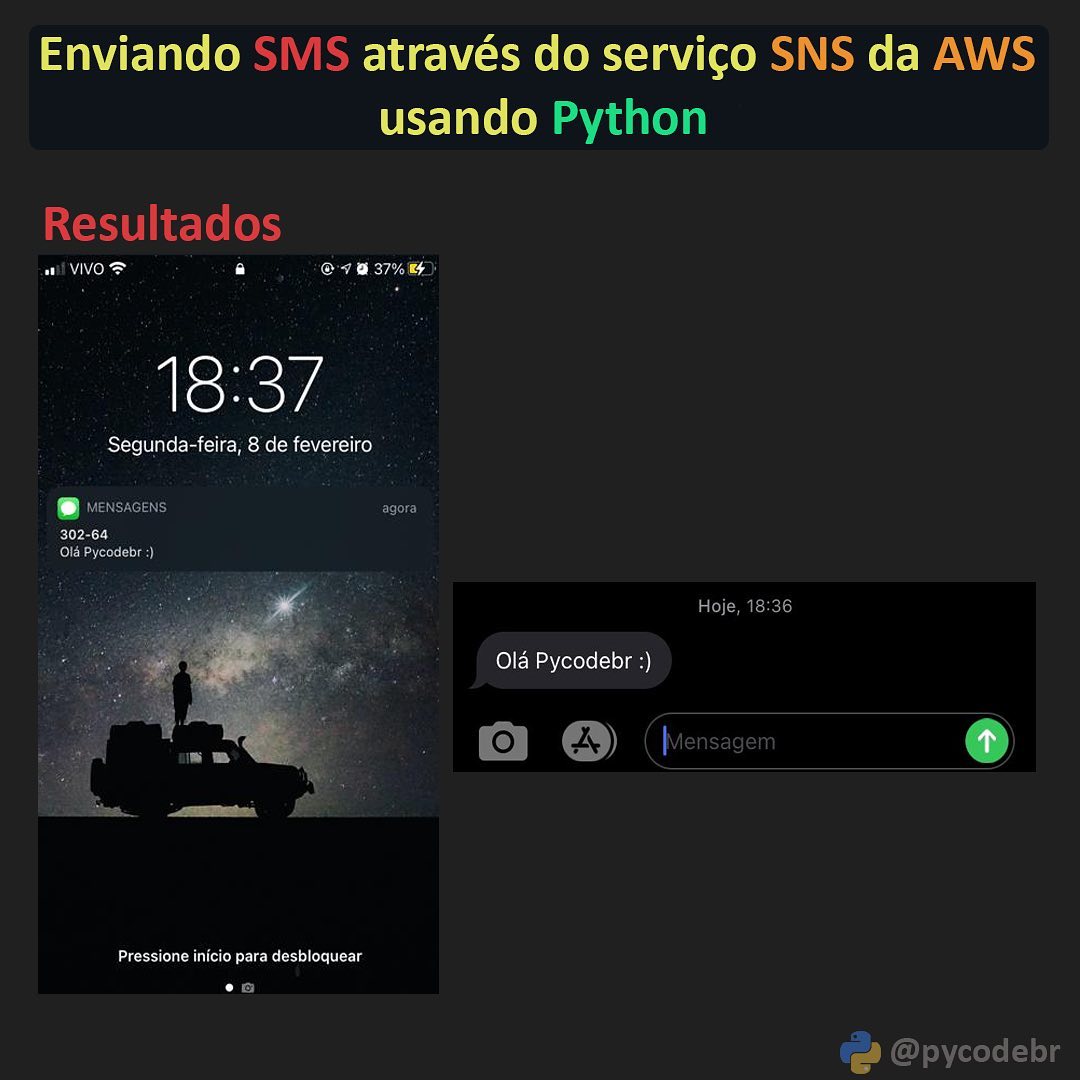 Enviando SMS através do serviço SNS da AWS
usando Python
Resultados
VIVO 37%
18:37
Segunda-feira, 8 de fevereiro
MENSAGENS agora
302-64
Olá Pycodebr :)
Hoje, 18:36
Olá Pycodebr :)
Mensagem
Pressione início para desbloquear
@pycodebr